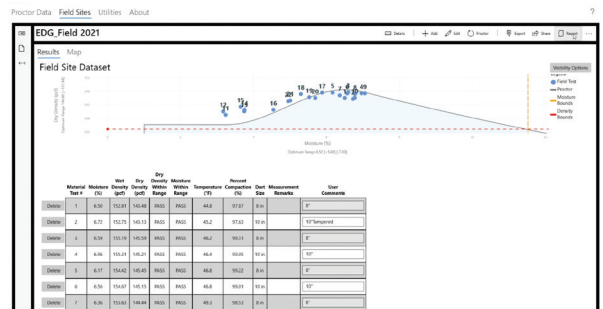 Proctor Data Field Sites Utilities About ?
EDG_Field 2021
Details + Add Edit Proctor Export Share Report ...
Results Map
Field Site Dataset
Visibility Options
Field Test
Proctor
Moisture Bounds
Density Bounds
Dry Density (pcf)
16 18 17 5
Moisture (%)
Material Test # Moisture (%) Wet Density (pcf) Dry Density (pcf) Dry Density Within Range Moisture Within Range Temperature (°F) Percent Compaction (%) Dart Size Measurement Remarks User Comments
Delete 1 6.50 152.81 143.48 PASS PASS 44.8 97.87 8 in 8"
Delete 2 6.72 152.75 143.13 PASS PASS 45.2 97.63 10 in 10"Tampered
Delete 3 6.59 155.19 145.59 PASS PASS 46.2 99.31 8 in 8"
Delete 4 6.90 155.21 145.21 PASS PASS 46.4 99.05 10 in 10"
Delete 5 6.17 154.42 145.45 PASS PASS 46.8 99.22 8 in 8"
Delete 6 6.56 154.67 145.15 PASS PASS 46.8 99.01 10 in 10"
Delete 7 6.36 153.63 144.44 PASS PASS 49.3 98.53 8 in 8"